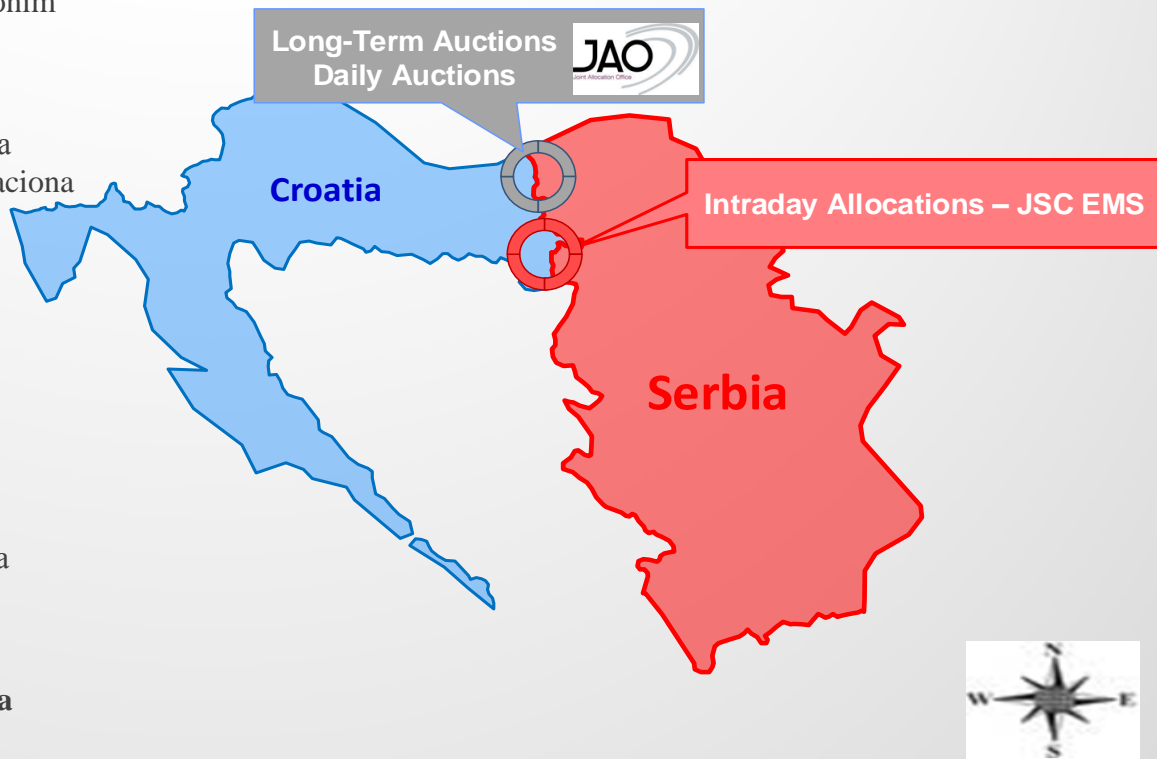 Long-Term Auctions
Daily Auctions
JAO
Joint Allocation Office
a
Croatia
Intraday Allocations – JSC EMS
Serbia
a
a
N
W
E
S